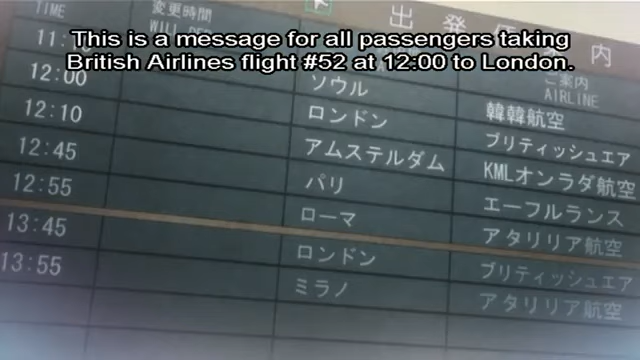 出発 内
TIME 変更時間 ご案内
AIRLINE
This is a message for all passengers taking
British Airlines flight #52 at 12:00 to London.
ソウル 韓韓航空
12:00 ロンドン ブリティッシュエア
12:10 アムステルダム KMLオンラダ航空
12:45 パリ エーフルランス
12:55 ローマ アタリリア航空
13:45 ロンドン ブリティッシュエア
13:55 ミラノ アタリリア航空